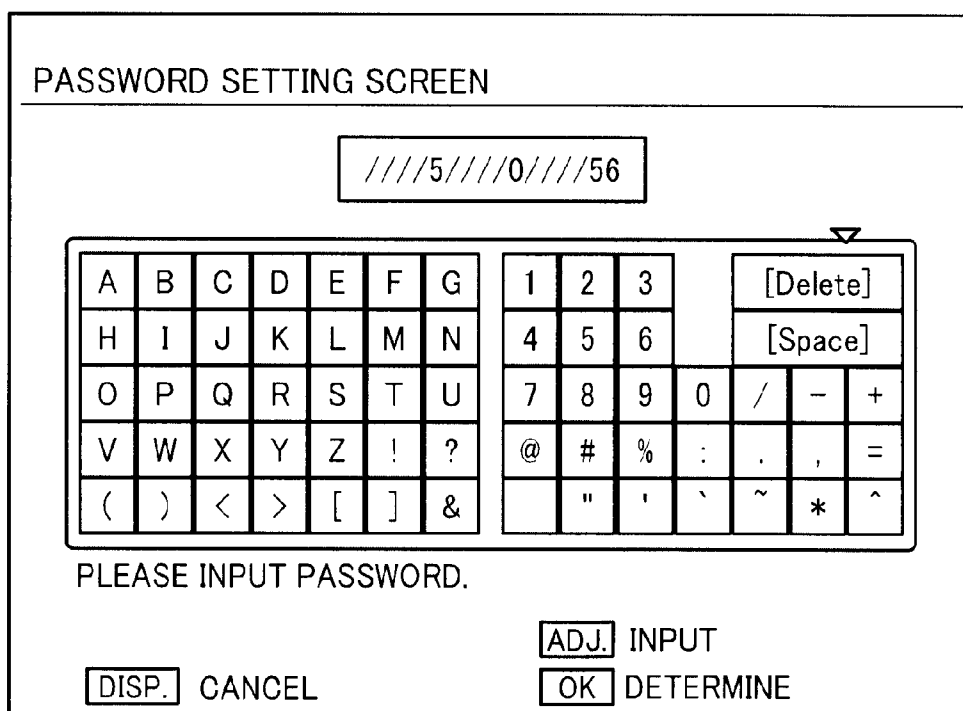 PASSWORD SETTING SCREEN
////5////0////56
A B C D E F G 1 2 3 [Delete]
H I J K L M N 4 5 6 [Space]
O P Q R S T U 7 8 9 0 / - +
V W X Y Z ! ? @ # % : . , =
( ) < > [ ] & " ' ` ~ * ^
PLEASE INPUT PASSWORD.
ADJ. INPUT
DISP. CANCEL OK DETERMINE